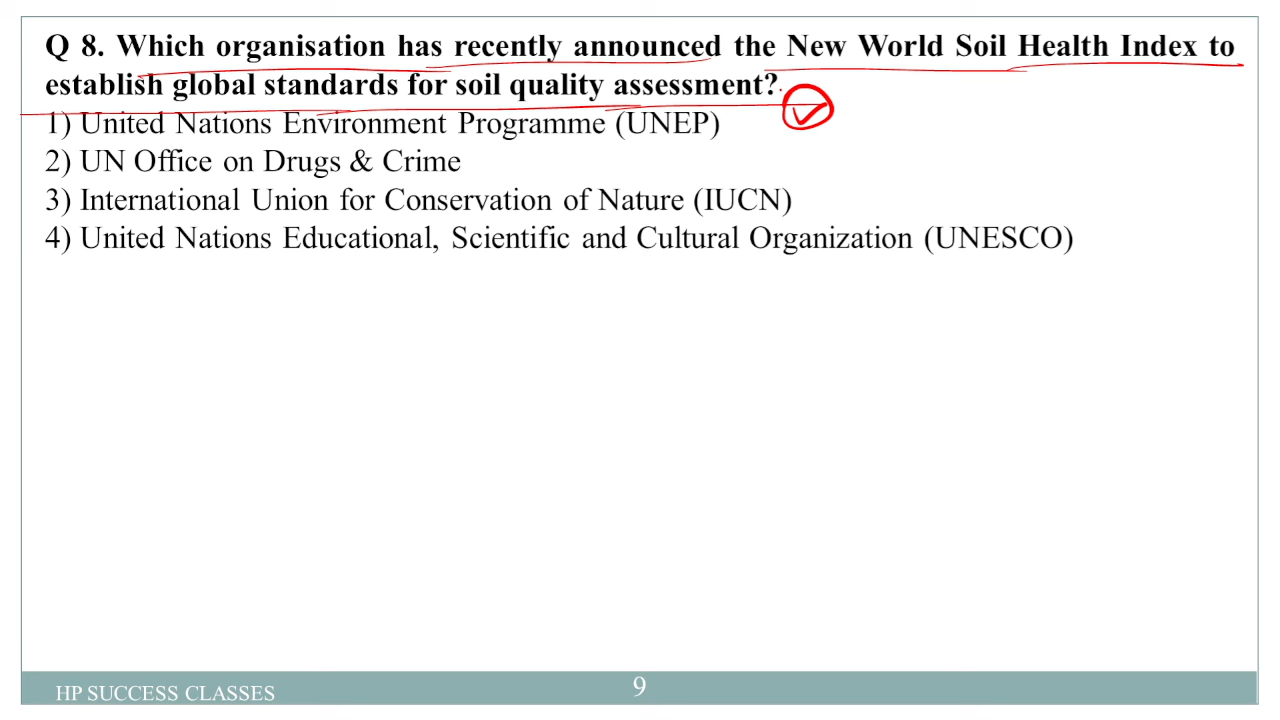 Q 8. Which organisation has recently announced the New World Soil Health Index to
establish global standards for soil quality assessment?
1) United Nations Environment Programme (UNEP)
2) UN Office on Drugs & Crime
3) International Union for Conservation of Nature (IUCN)
4) United Nations Educational, Scientific and Cultural Organization (UNESCO)
HP SUCCESS CLASSES
9